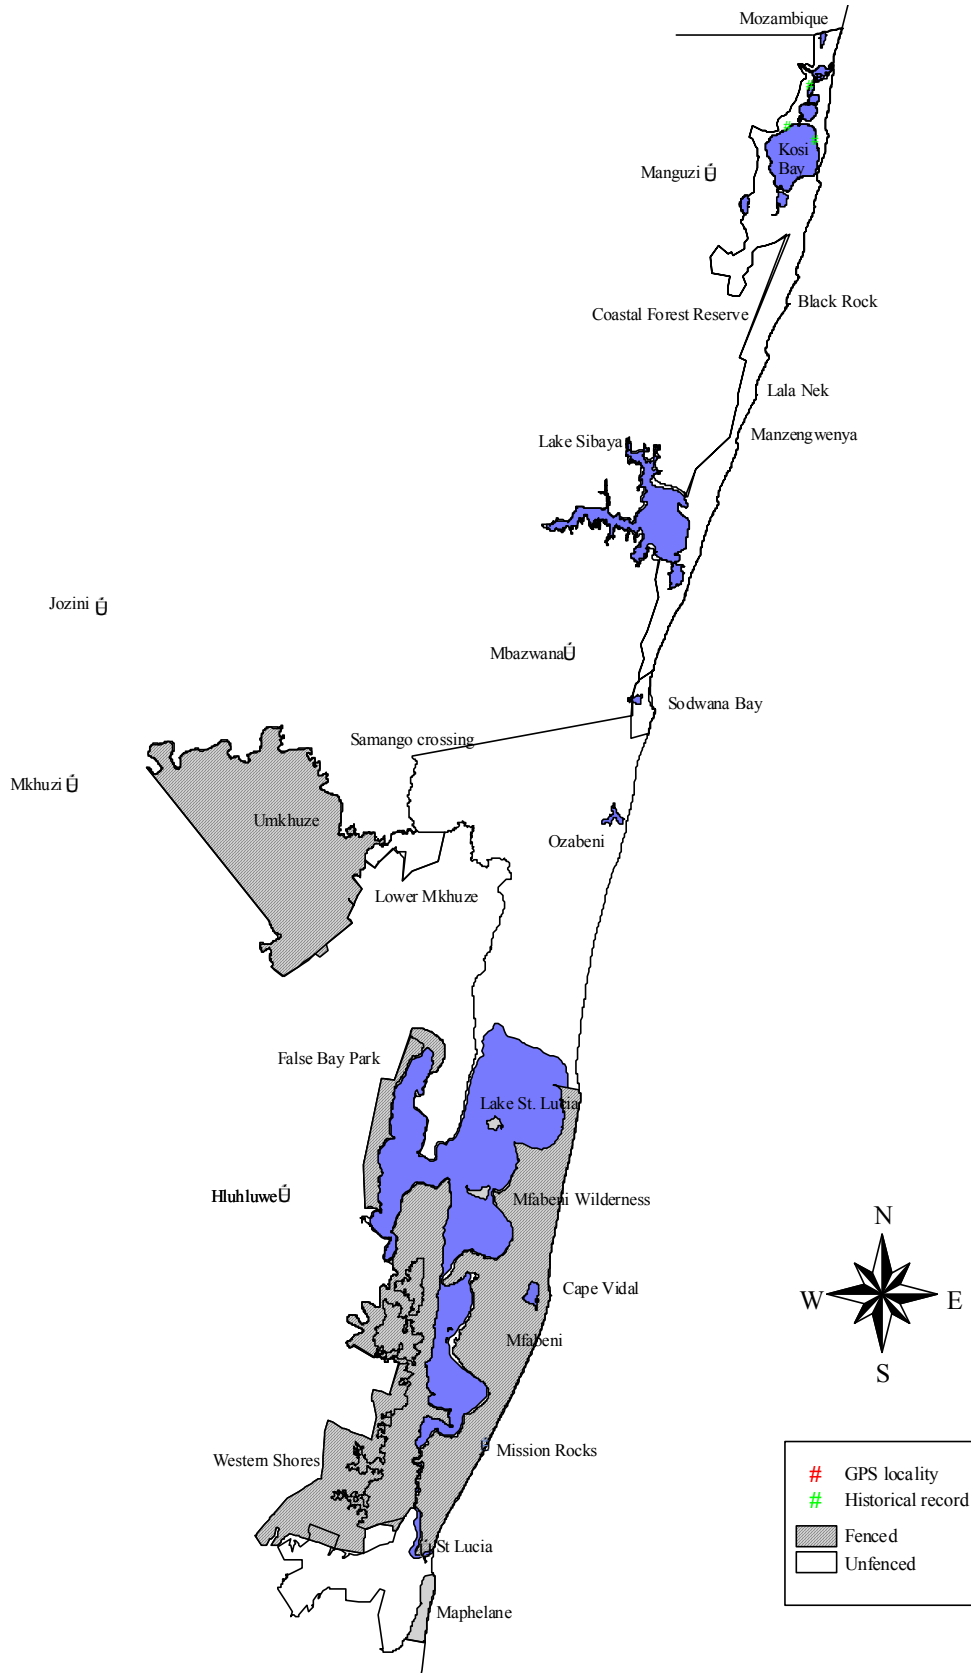 Mozambique
Kosi
Bay
Manguzi
Black Rock
Coastal Forest Reserve
Lala Nek
Manzengwenya
Lake Sibaya
Jozini
Mbazwana
Sodwana Bay
Samango crossing
Mkhuzi
Umkhuze
Ozabeni
Lower Mkhuze
False Bay Park
Lake St. Lucia
Hluhluwe
Mfabeni Wilderness
N
Cape Vidal
W
E
Mfabeni
S
Mission Rocks
Western Shores
# GPS locality
# Historical record
Fenced
Unfenced
St Lucia
Maphelane